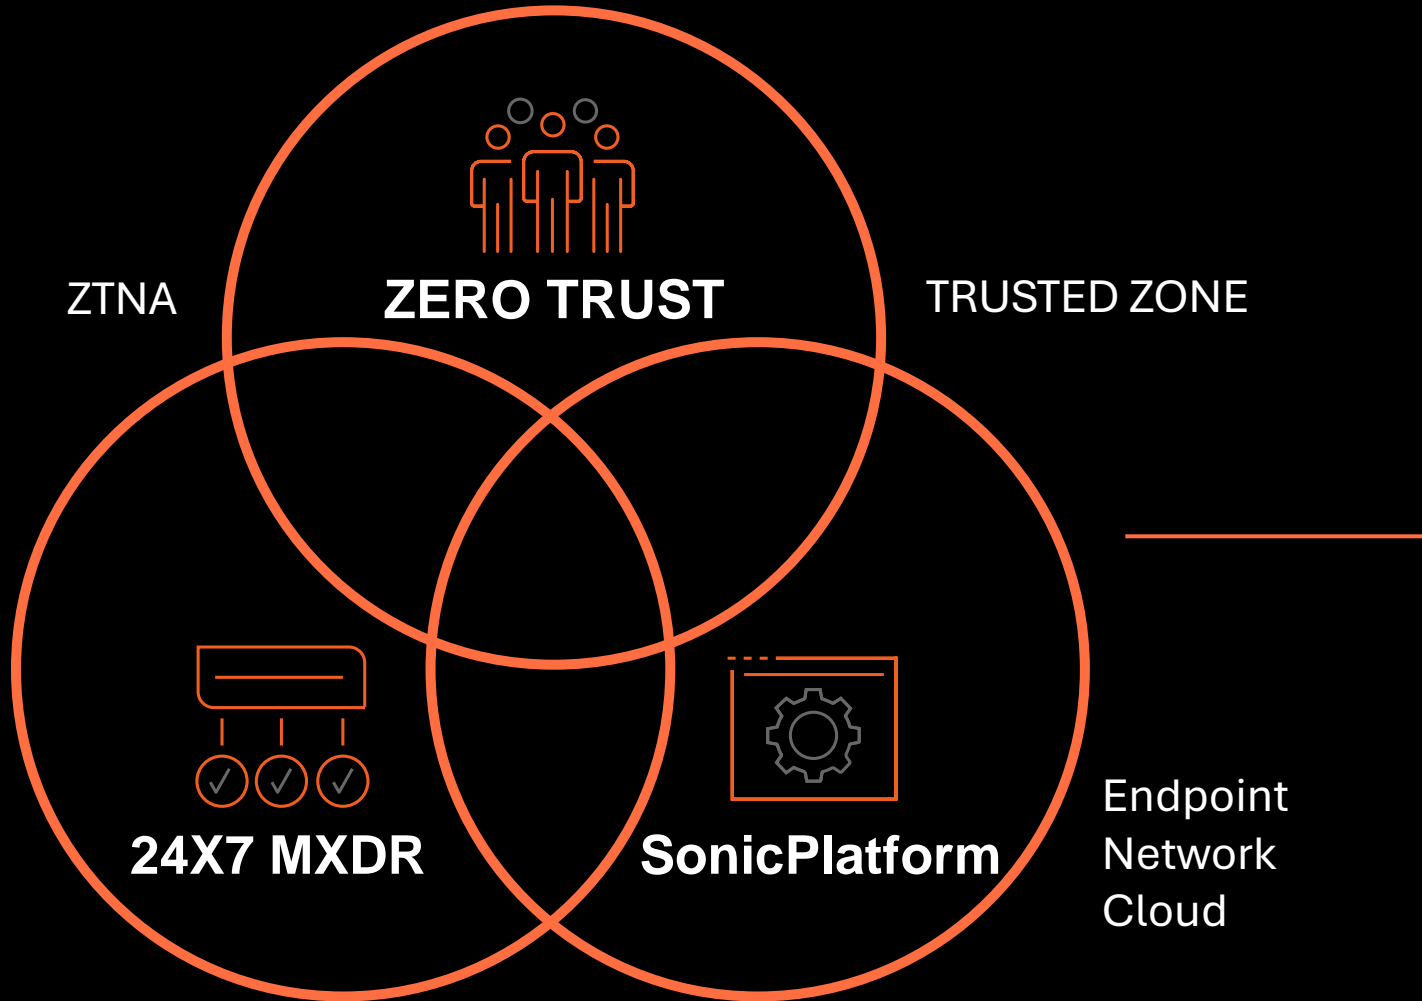 ZTNA
ZERO TRUST
TRUSTED ZONE
24X7 MXDR
SonicPlatform
Endpoint
Network
Cloud